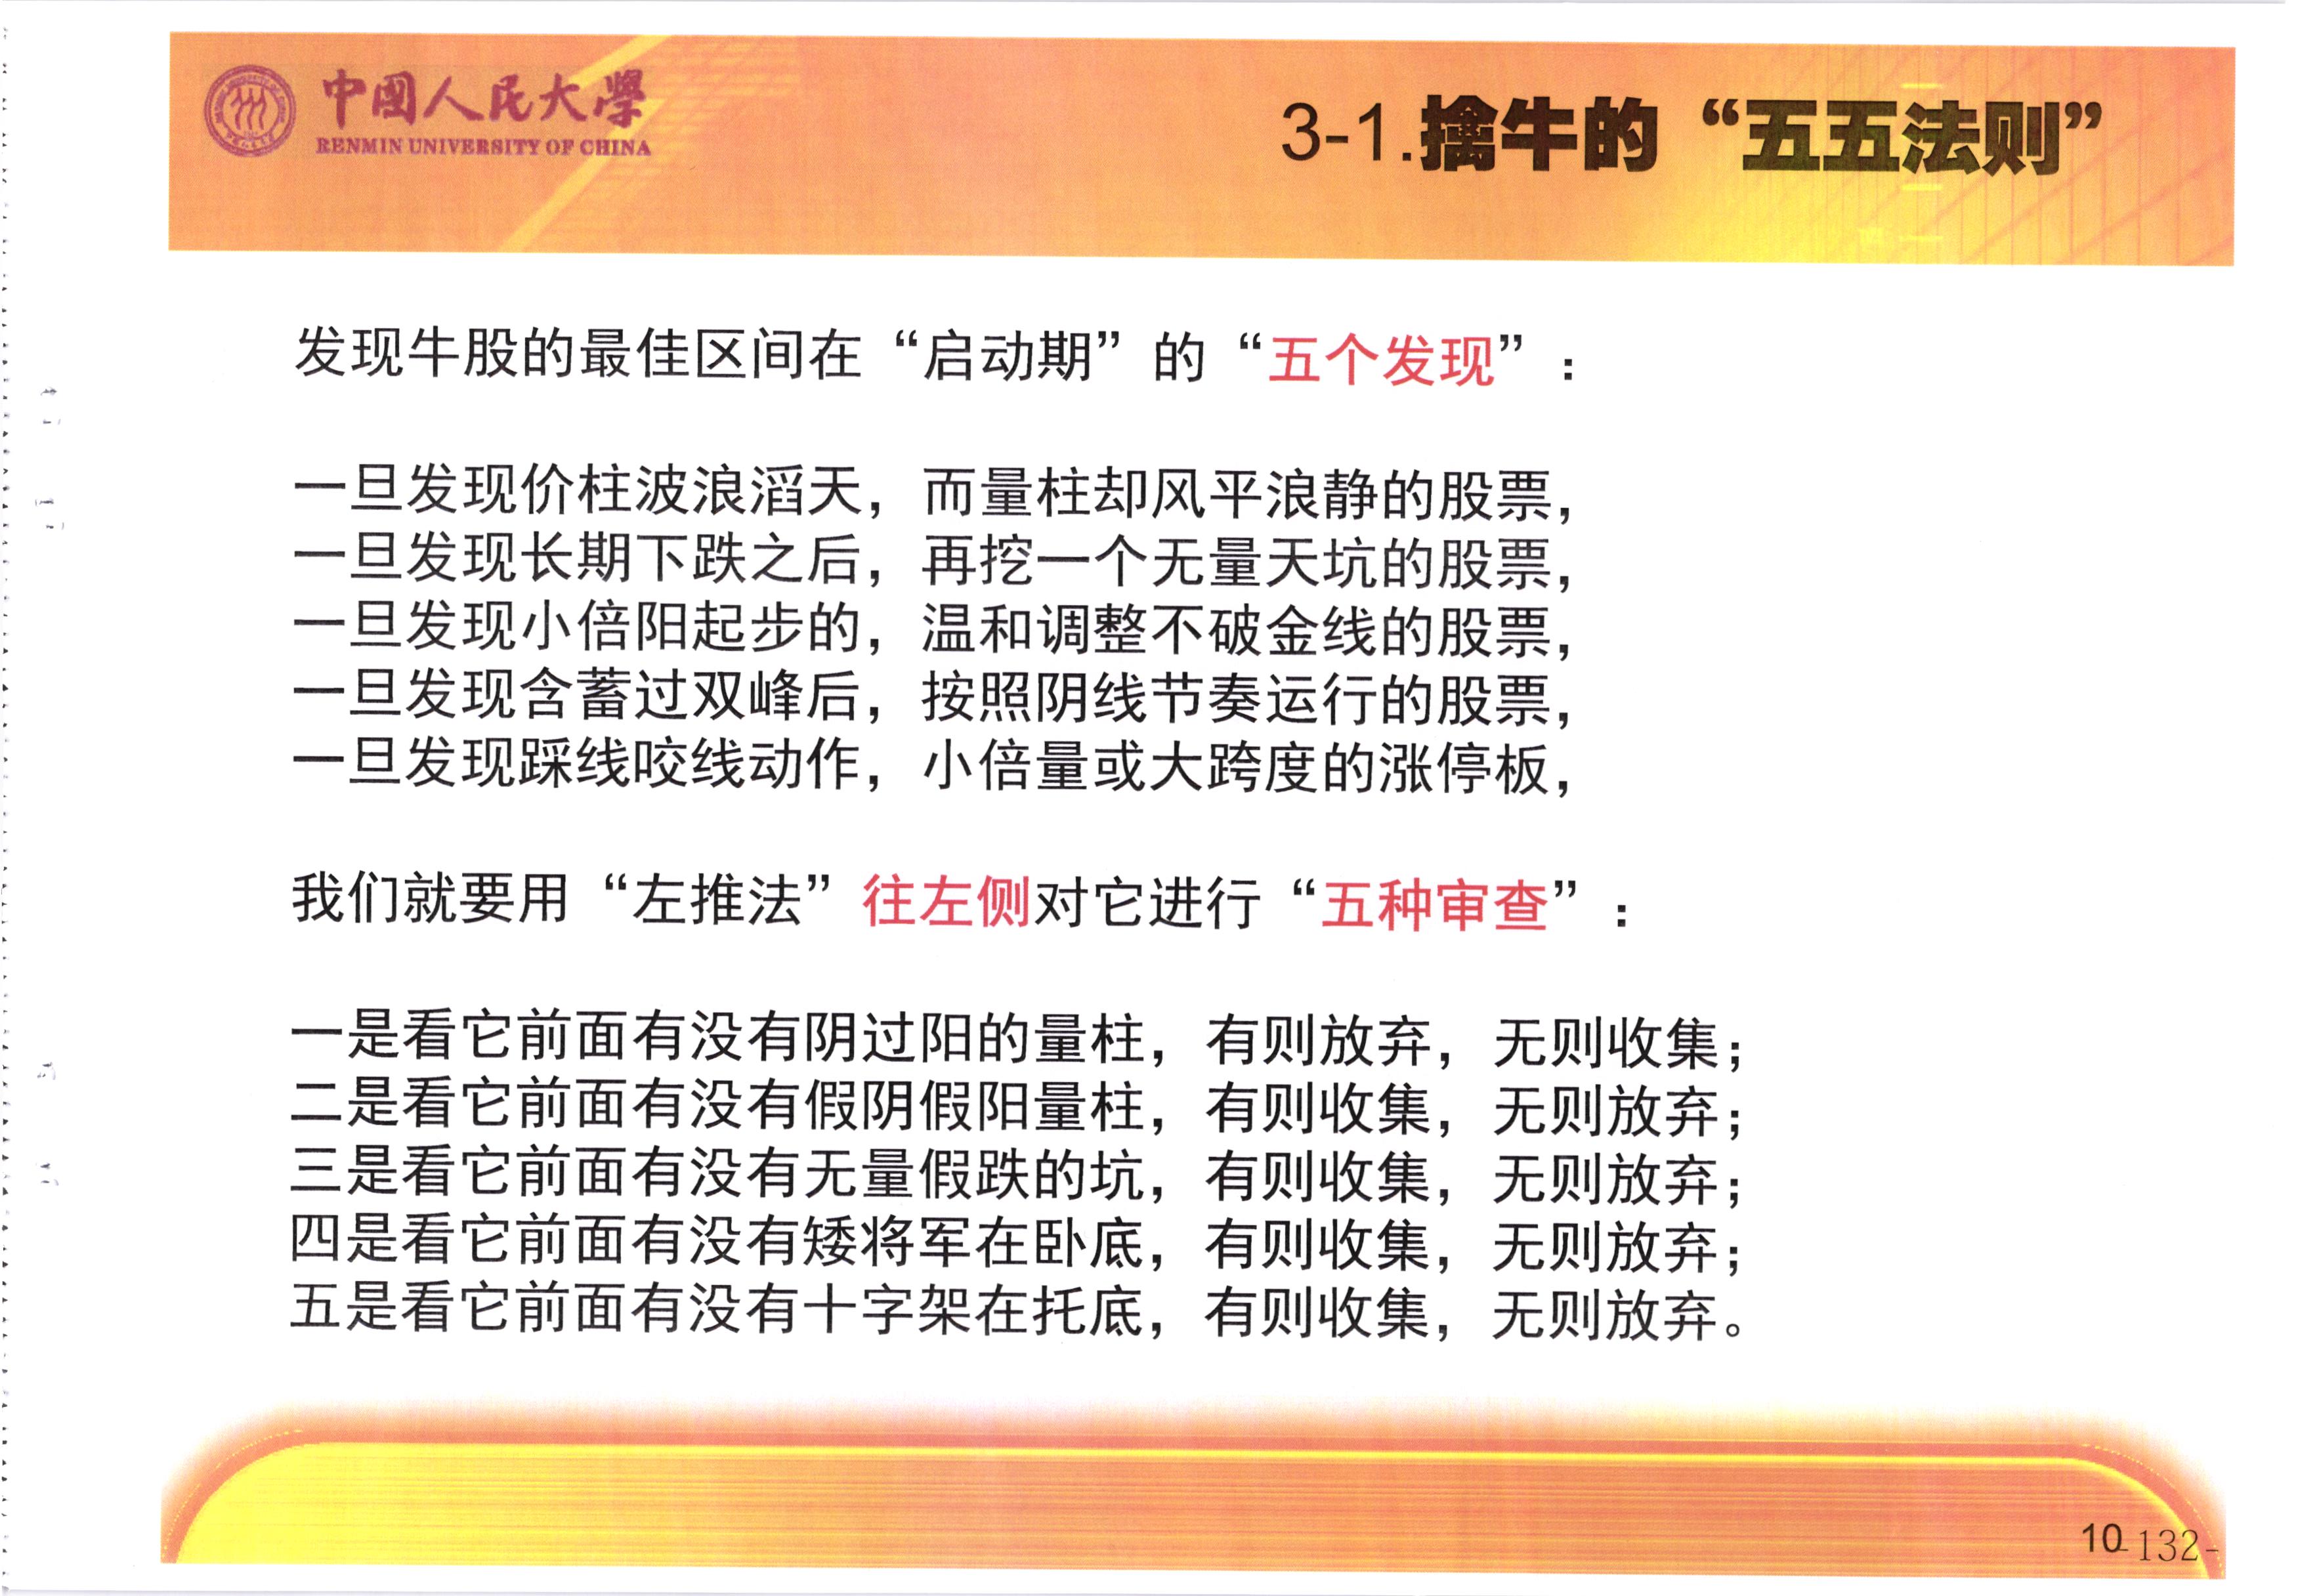 中國人民大學
RENMIN UNIVERSITY OF CHINA
3-1.擒牛的“五五法则”
发现牛股的最佳区间在“启动期”的“五个发现”：
一旦发现价柱波浪滔天，而量柱却风平浪静的股票，
一旦发现长期下跌之后，再挖一个无量天坑的股票，
一旦发现小倍阳起步的，温和调整不破金线的股票，
一旦发现含蓄过双峰后，按照阴线节奏运行的股票，
一旦发现踩线咬线动作，小倍量或大跨度的涨停板，
我们就要用“左推法”往左侧对它进行“五种审查”：
一是看它前面有没有阴过阳的量柱，有则放弃，无则收集；
二是看它前面有没有假阴假阳量柱，有则收集，无则放弃；
三是看它前面有没有无量假跌的坑，有则收集，无则放弃；
四是看它前面有没有矮将军在卧底，有则收集，无则放弃；
五是看它前面有没有十字架在托底，有则收集，无则放弃。
10
-132-